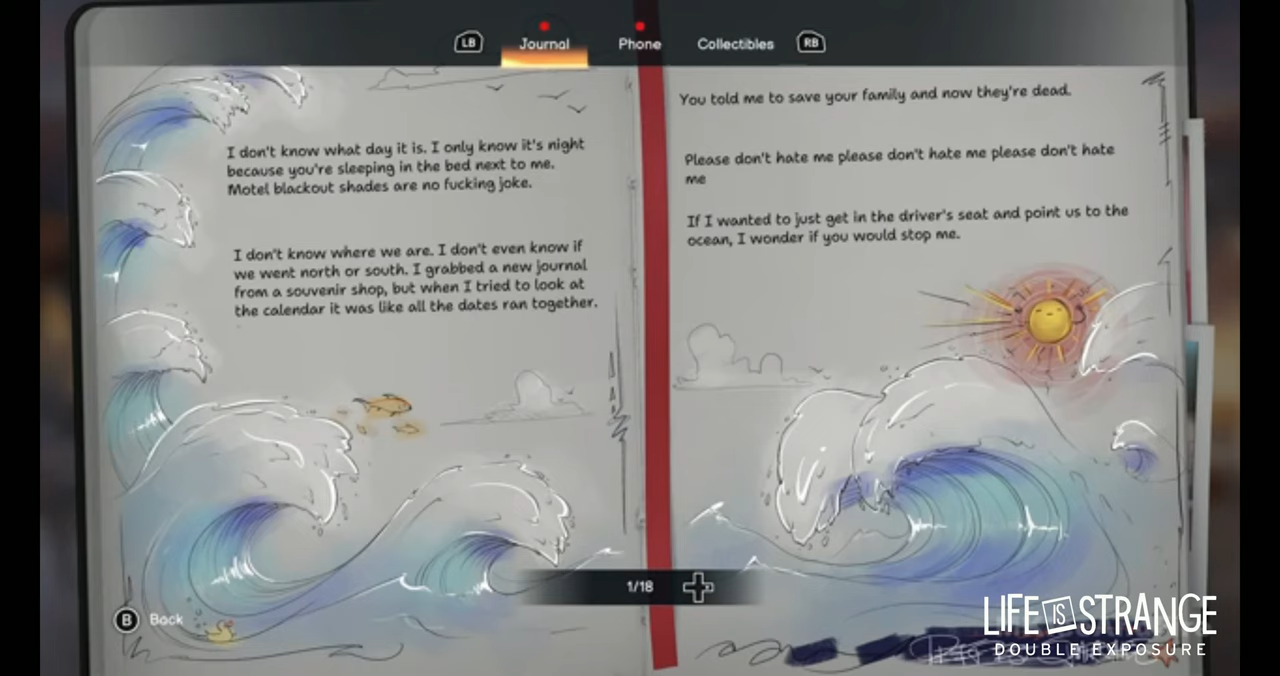 LB Journal Phone Collectibles RB
I don't know what day it is. I only know it's night
because you're sleeping in the bed next to me.
Motel blackout shades are no fucking joke.
I don't know where we are. I don't even know if
we went north or south. I grabbed a new journal
from a souvenir shop, but when I tried to look at
the calendar it was like all the dates ran together.
You told me to save your family and now they're dead.
Please don't hate me please don't hate me please don't hate
me
If I wanted to just get in the driver's seat and point us to the
ocean, I wonder if you would stop me.
1/18
B Back
LIFE IS STRANGE
DOUBLE EXPOSURE